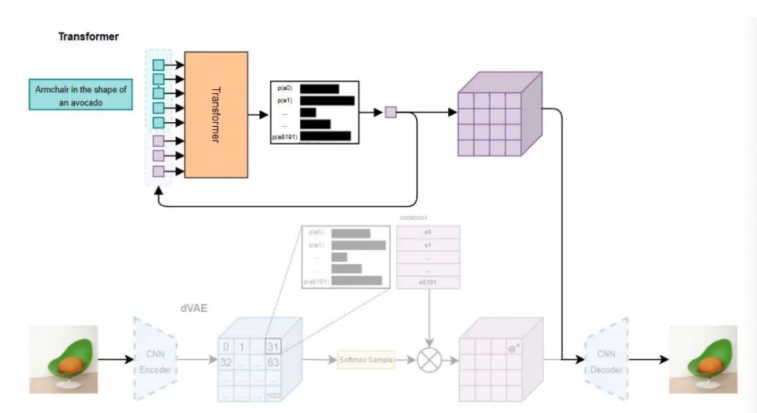 Transformer
Armchair in the shape of
an avocado
Transformer
p(e0)
p(e1)
...
...
p(e8191)
codebook
p(e0)
p(e1)
...
...
p(e8191)
e0
e1
...
...
e8191
dVAE
CNN
Encoder
0 1 ... 31
32 ... ... 63
... ... ... ...
... ... ... 1023
Softmax Sample
CNN
Decoder